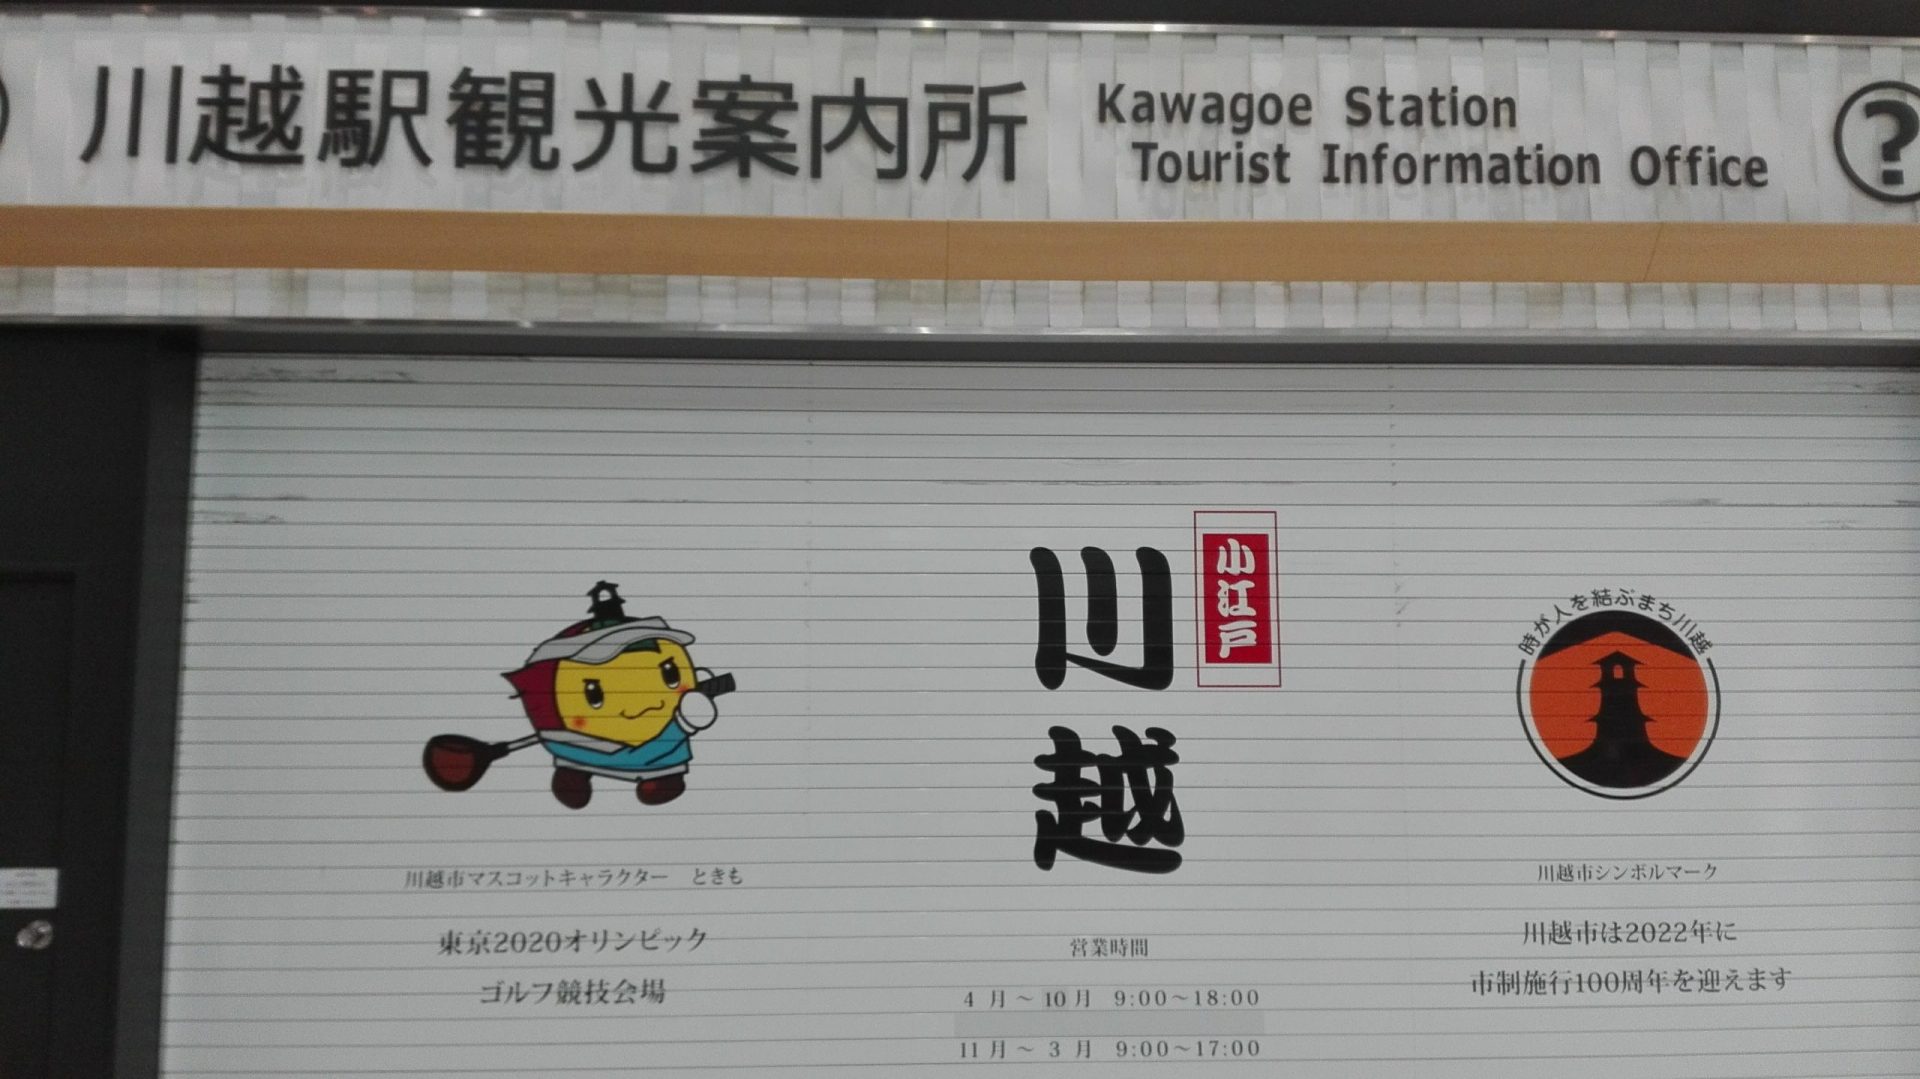 川越駅観光案内所
Kawagoe Station
Tourist Information Office
?
川越
小江戸
時が人を結ぶまち川越
川越市マスコットキャラクター ときも
東京2020オリンピック
ゴルフ競技会場
営業時間
4 月～10月 9:00～18:00
11 月～ 3 月 9:00～17:00
川越市シンボルマーク
川越市は2022年に
市制施行100周年を迎えます